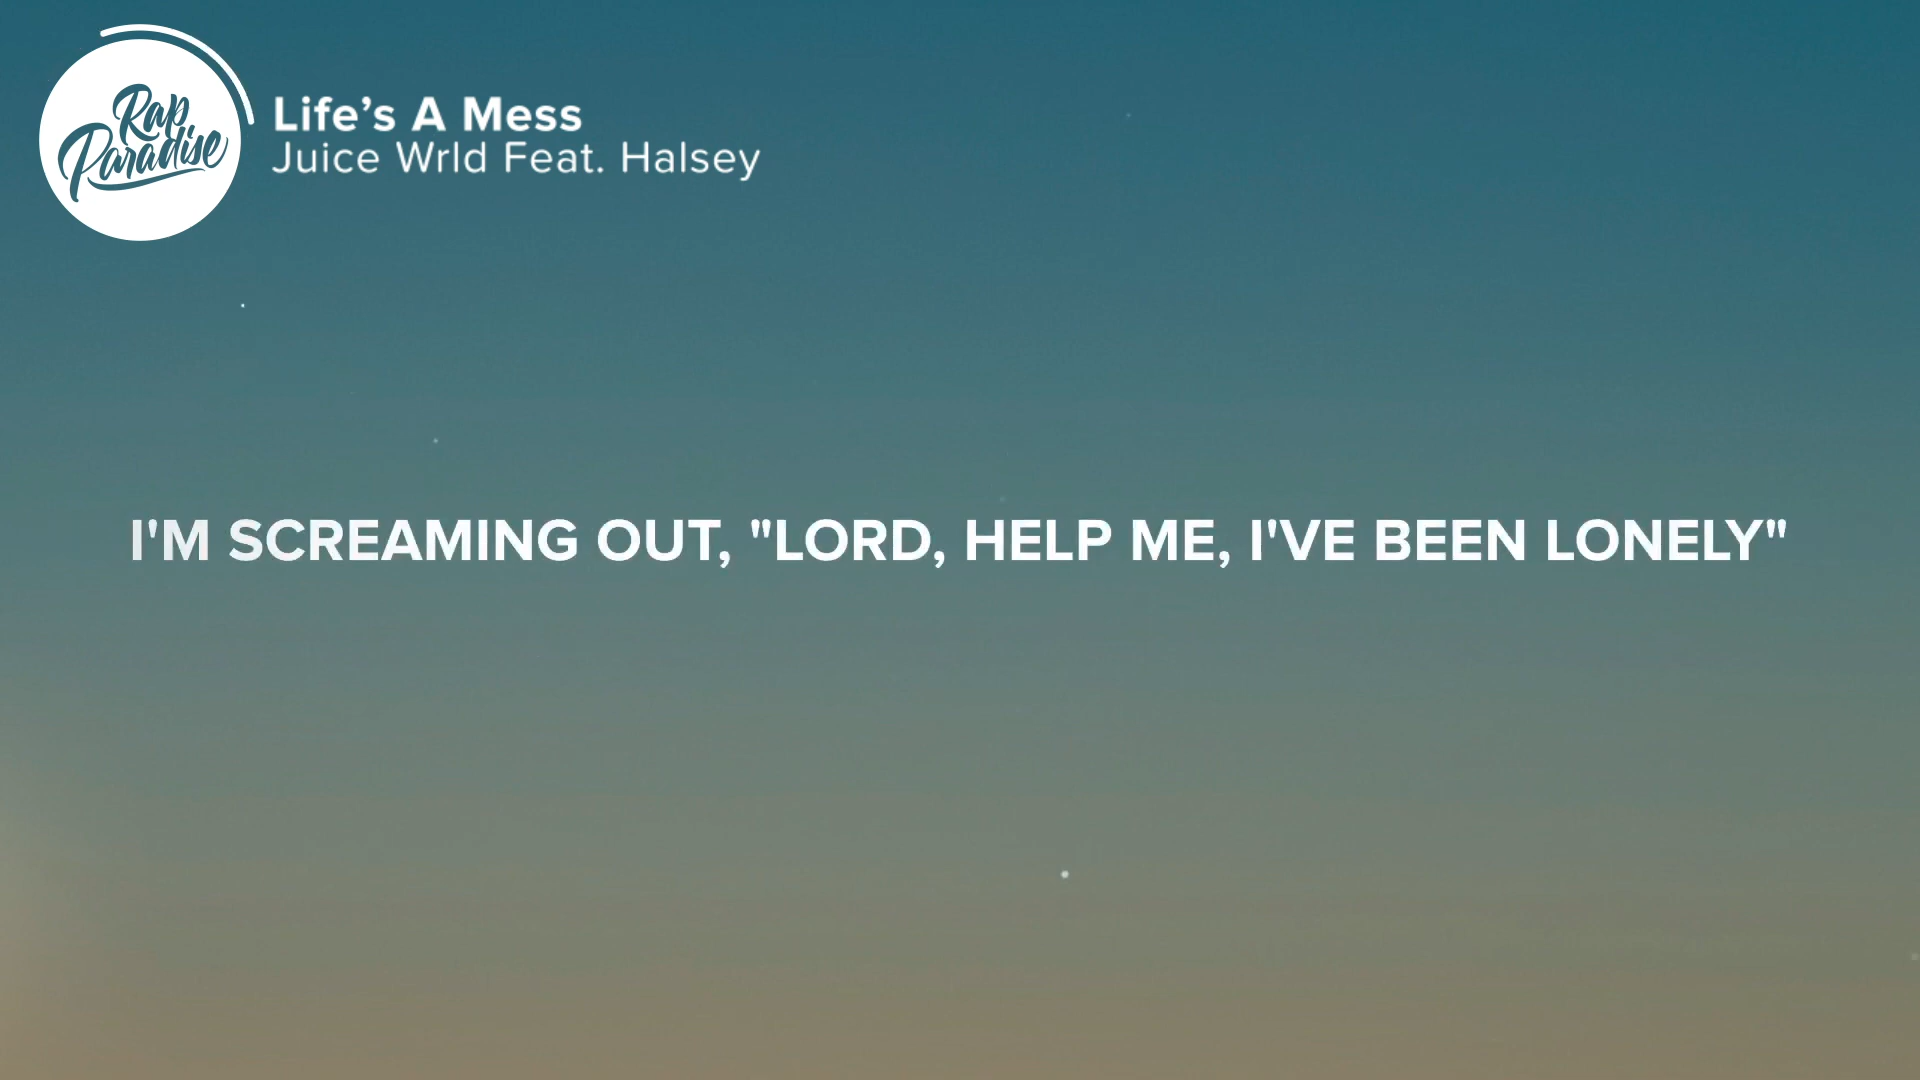 Rap
Paradise
Life’s A Mess
Juice Wrld Feat. Halsey
I'M SCREAMING OUT, "LORD, HELP ME, I'VE BEEN LONELY"